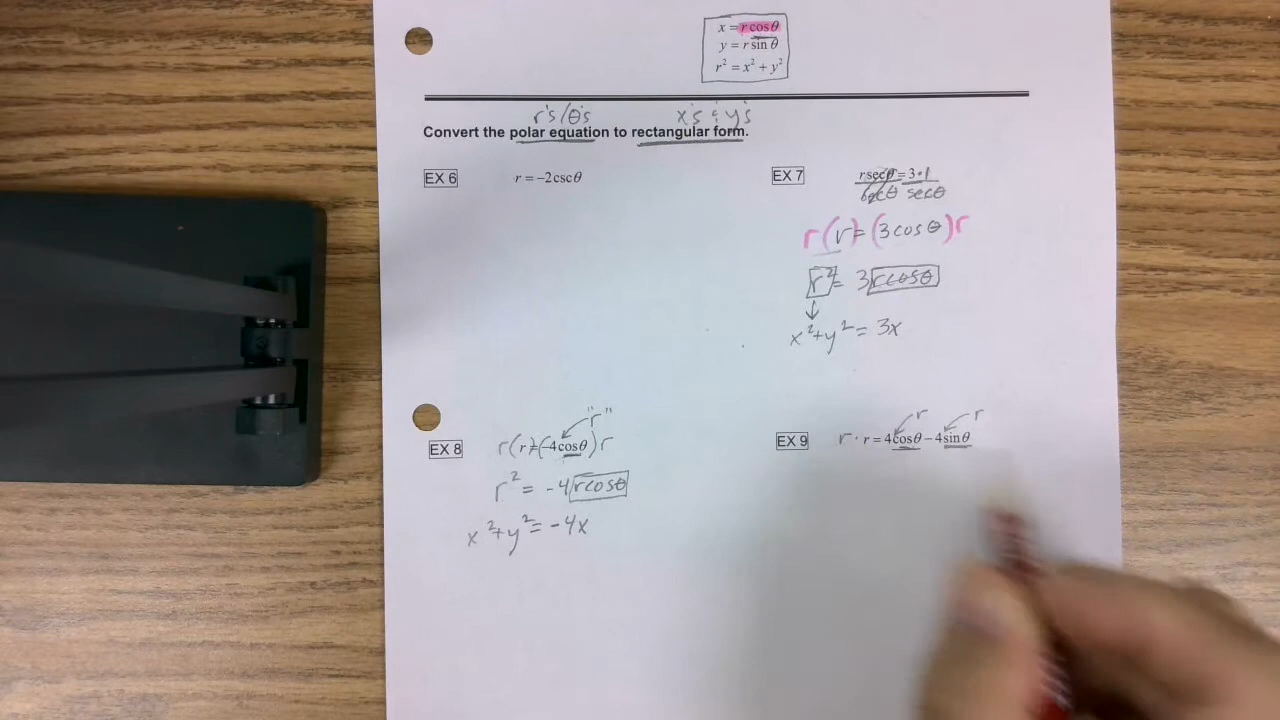 x = r cos θ
y = r sin θ
r² = x² + y²
r's/θ's x's & y's
Convert the polar equation to rectangular form.
EX 6 r = −2 csc θ
EX 7 r sec θ = 3 · 1
sec θ sec θ
r(r) = (3 cos θ)r
r² = 3 r cos θ
x² + y² = 3x
"r"
EX 8 r(r) = (−4 cos θ)r
r² = −4 r cos θ
x² + y² = −4x
r r
EX 9 r · r = 4 cos θ − 4 sin θ